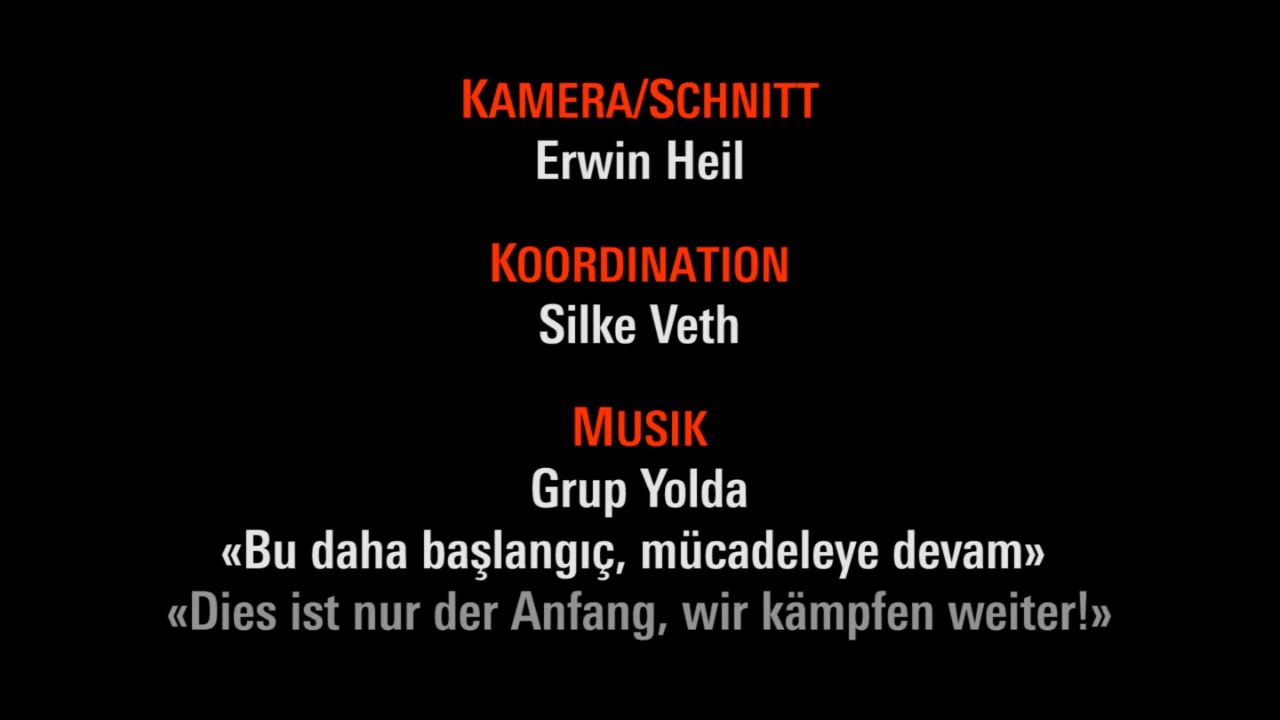 KAMERA/SCHNITT
Erwin Heil
KOORDINATION
Silke Veth
MUSIK
Grup Yolda
«Bu daha başlangıç, mücadeleye devam»
«Dies ist nur der Anfang, wir kämpfen weiter!»